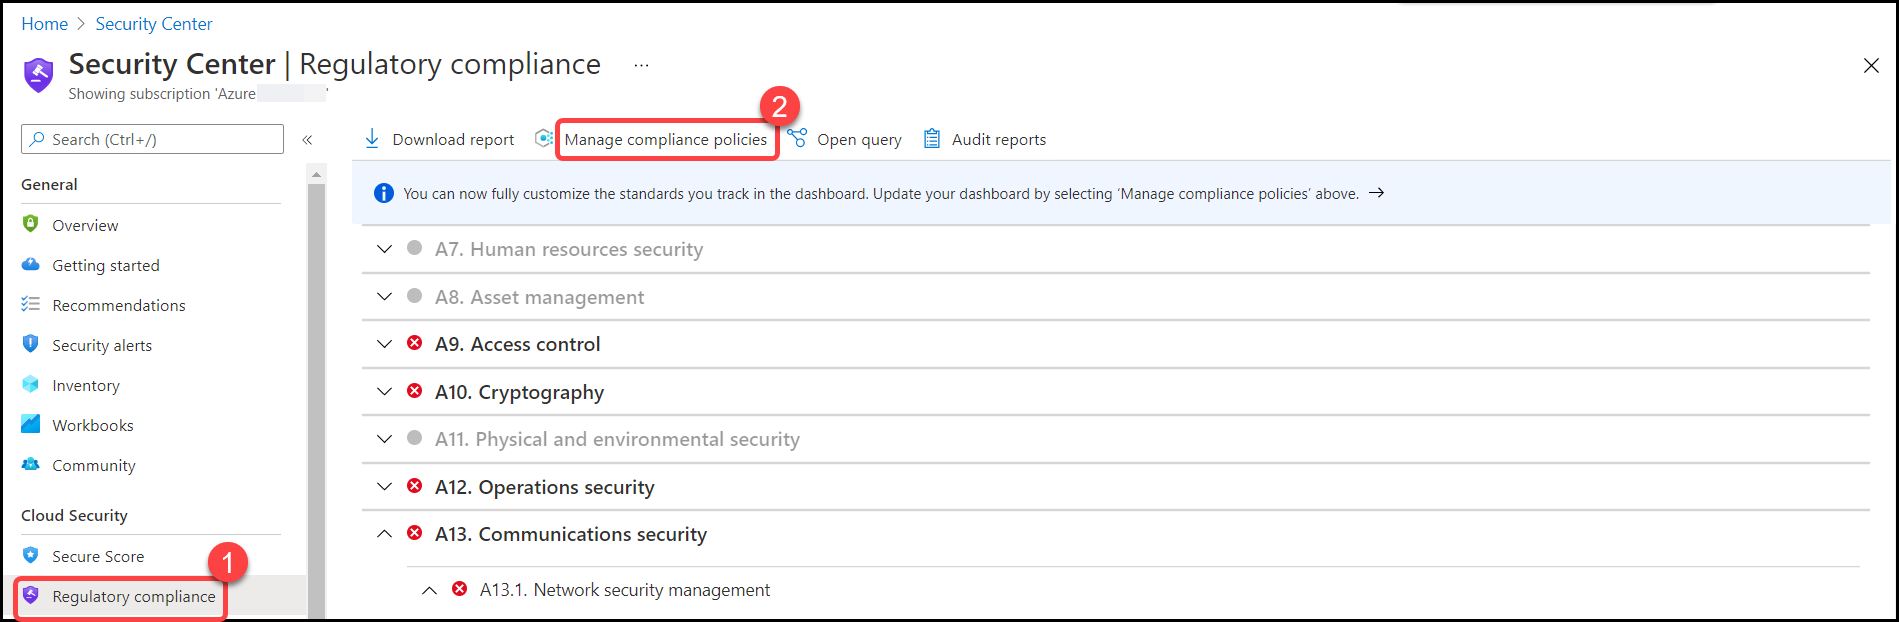 Home > Security Center
Security Center | Regulatory compliance ...
Showing subscription 'Azure '
Search (Ctrl+/) «
Download report Manage compliance policies Open query Audit reports
2
You can now fully customize the standards you track in the dashboard. Update your dashboard by selecting ‘Manage compliance policies’ above. →
General
Overview
Getting started
Recommendations
Security alerts
Inventory
Workbooks
Community
Cloud Security
Secure Score
1
Regulatory compliance
A7. Human resources security
A8. Asset management
A9. Access control
A10. Cryptography
A11. Physical and environmental security
A12. Operations security
A13. Communications security
A13.1. Network security management